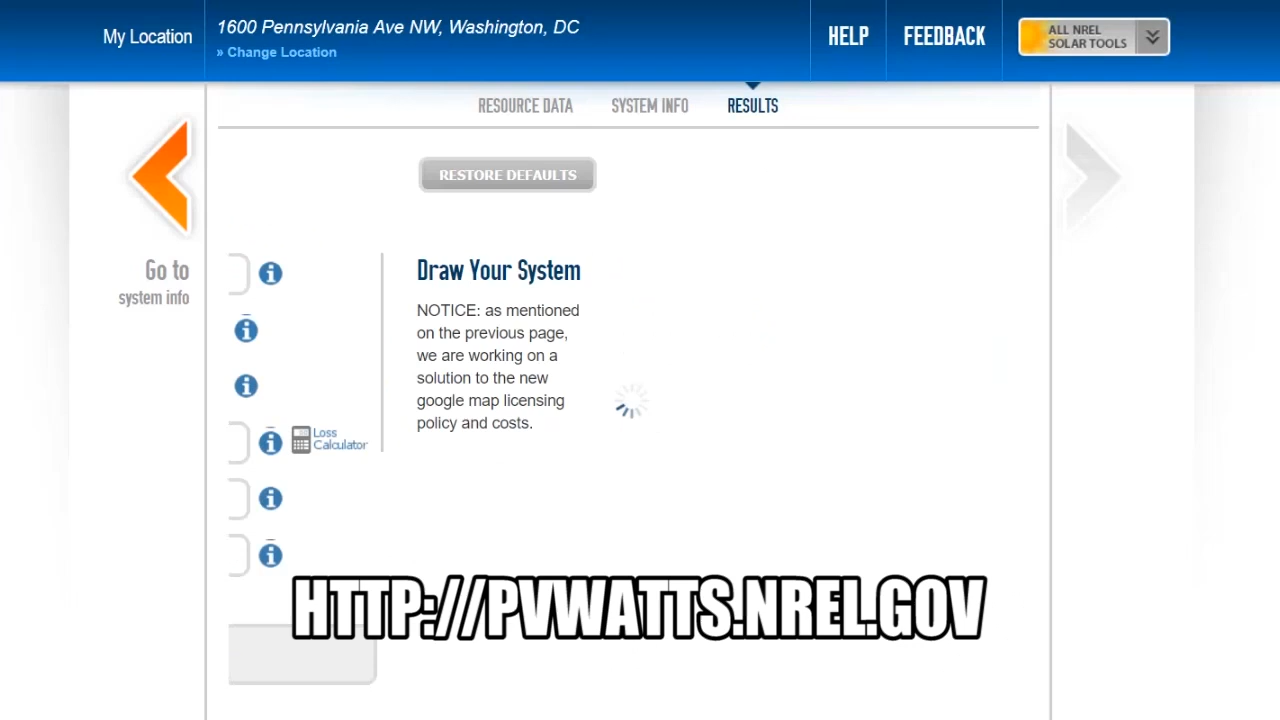 My Location
1600 Pennsylvania Ave NW, Washington, DC
» Change Location
HELP
FEEDBACK
ALL NREL
SOLAR TOOLS
RESOURCE DATA
SYSTEM INFO
RESULTS
RESTORE DEFAULTS
Go to
system info
Draw Your System
NOTICE: as mentioned
on the previous page,
we are working on a
solution to the new
google map licensing
policy and costs.
Loss
Calculator
HTTP://PVWATTS.NREL.GOV